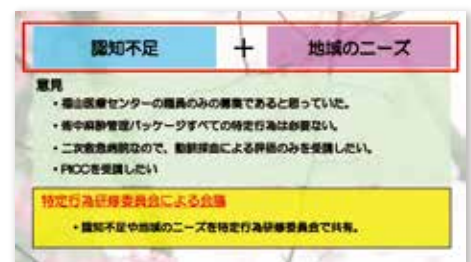 認知不足 + 地域のニーズ
意見
・福山医療センターの職員のみの募集であると思っていた。
・術中麻酔管理パッケージすべての特定行為は必要ない。
・二次救急病院なので、動脈採血による評価のみを受講したい。
・PICCを受講したい
特定行為研修委員会による会議
・認知不足や地域のニーズを特定行為研修委員会で共有。